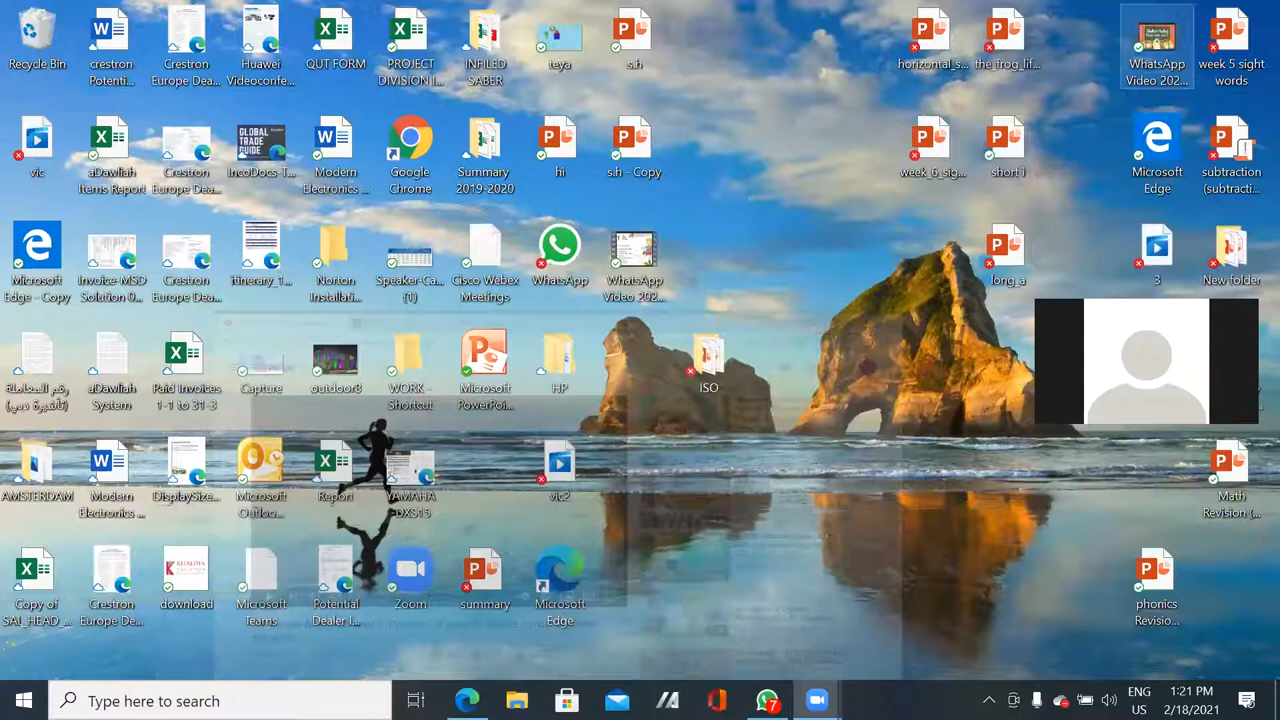 Recycle Bin
crestron
Potenti...
Crestron
Europe Dea...
Huawei
Videoconfe...
QUT FORM
PROJECT
DIVISION I...
INFILED
SABER
teya
s.h
horizontal_s...
the_frog_lif...
WhatsApp
Video 202...
week 5 sight
words
vic
aDawliah
Items Report
Crestron
Europe Dea...
GLOBAL
TRADE
GUIDE
IncoDocs-T...
Modern
Electronics ...
Google
Chrome
Summary
2019-2020
hi
s.h - Copy
week_6_sig...
short i
Microsoft
Edge
subtraction
(subtracti...
Microsoft
Edge - Copy
Invoice-MSD
Solution 0...
Crestron
Europe Dea...
itinerary_1...
Norton
Installati...
Speaker-Ca...
(1)
Cisco Webex
Meetings
WhatsApp
WhatsApp
Video 202...
long_a
3
New folder
رقم المعاملة
(تأشيرة دبي)
aDawliah
System
Paid Invoices
1-1 to 31-3
Capture
outdoor8
WORK -
Shortcut
Microsoft
PowerPoi...
HP
ISO
AMSTERDAM
Modern
Electronics ...
DisplaySize...
Microsoft
Outloo...
Report
YAMAHA
DXS15
vic2
Math
Revision (...
Copy of
SAL_HEAD_...
Crestron
Europe De...
download
Microsoft
Teams
Potential
Dealer I...
Zoom
summary
Microsoft
Edge
phonics
Revisio...
Type here to search
7
ENG
US
1:21 PM
2/18/2021